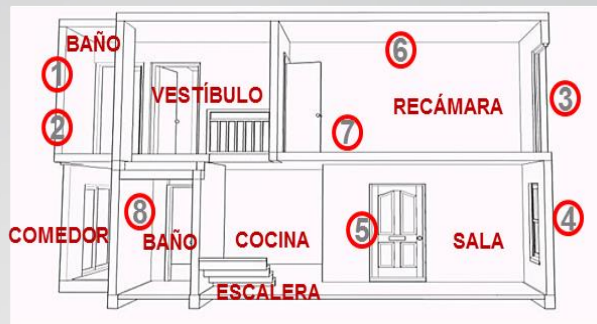 BAÑO
6
1
VESTÍBULO
RECÁMARA
3
2
7
8
5
4
COMEDOR
BAÑO
COCINA
SALA
ESCALERA